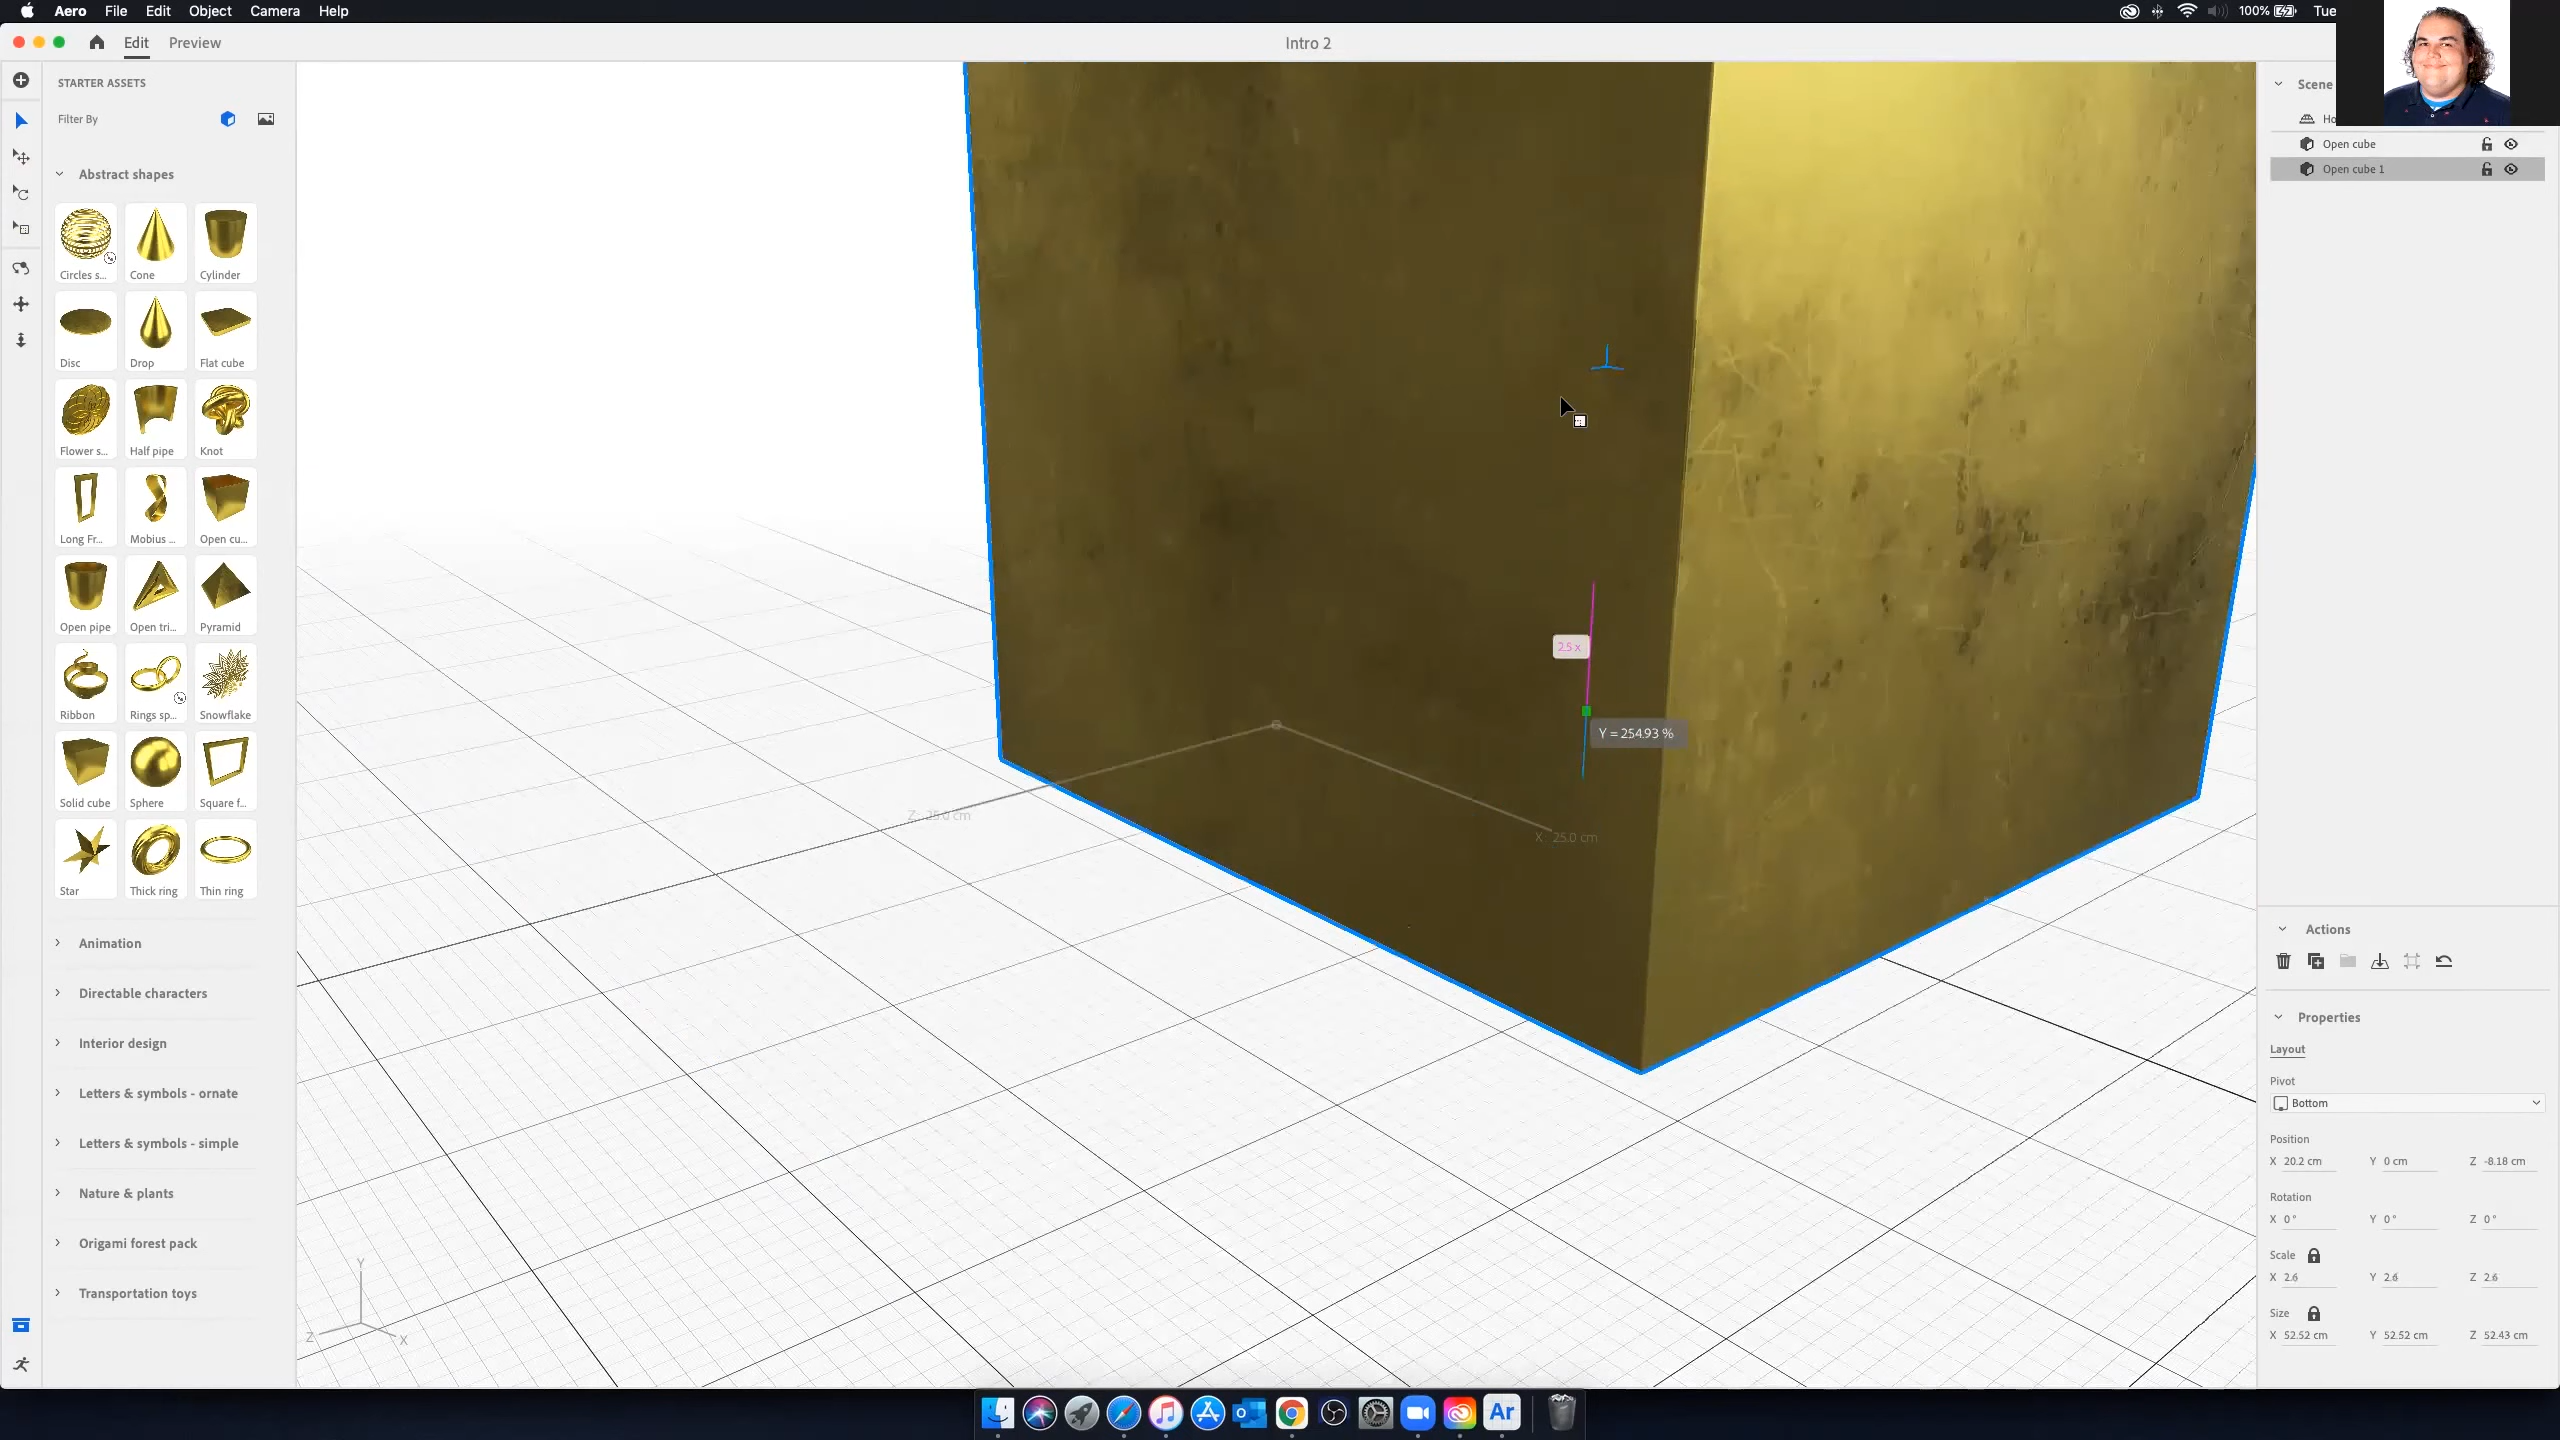 Aero File Edit Object Camera Help
100% Tue
Edit Preview
Intro 2
STARTER ASSETS
Filter By
Abstract shapes
Circles s... Cone Cylinder
Disc Drop Flat cube
Flower s... Half pipe Knot
Long Fr... Mobius ... Open cu...
Open pipe Open tri... Pyramid
Ribbon Rings sp... Snowflake
Solid cube Sphere Square f...
Star Thick ring Thin ring
Animation
Directable characters
Interior design
Letters & symbols - ornate
Letters & symbols - simple
Nature & plants
Origami forest pack
Transportation toys
2.5 x
Y = 254.93 %
Z: 25.0 cm
X: 25.0 cm
Y
Z
X
Scene
Ho
Open cube
Open cube 1
Actions
Properties
Layout
Pivot
Bottom
Position
X 20.2 cm Y 0 cm Z -8.18 cm
Rotation
X 0° Y 0° Z 0°
Scale
X 2.6 Y 2.6 Z 2.6
Size
X 52.52 cm Y 52.52 cm Z 52.43 cm
Ar